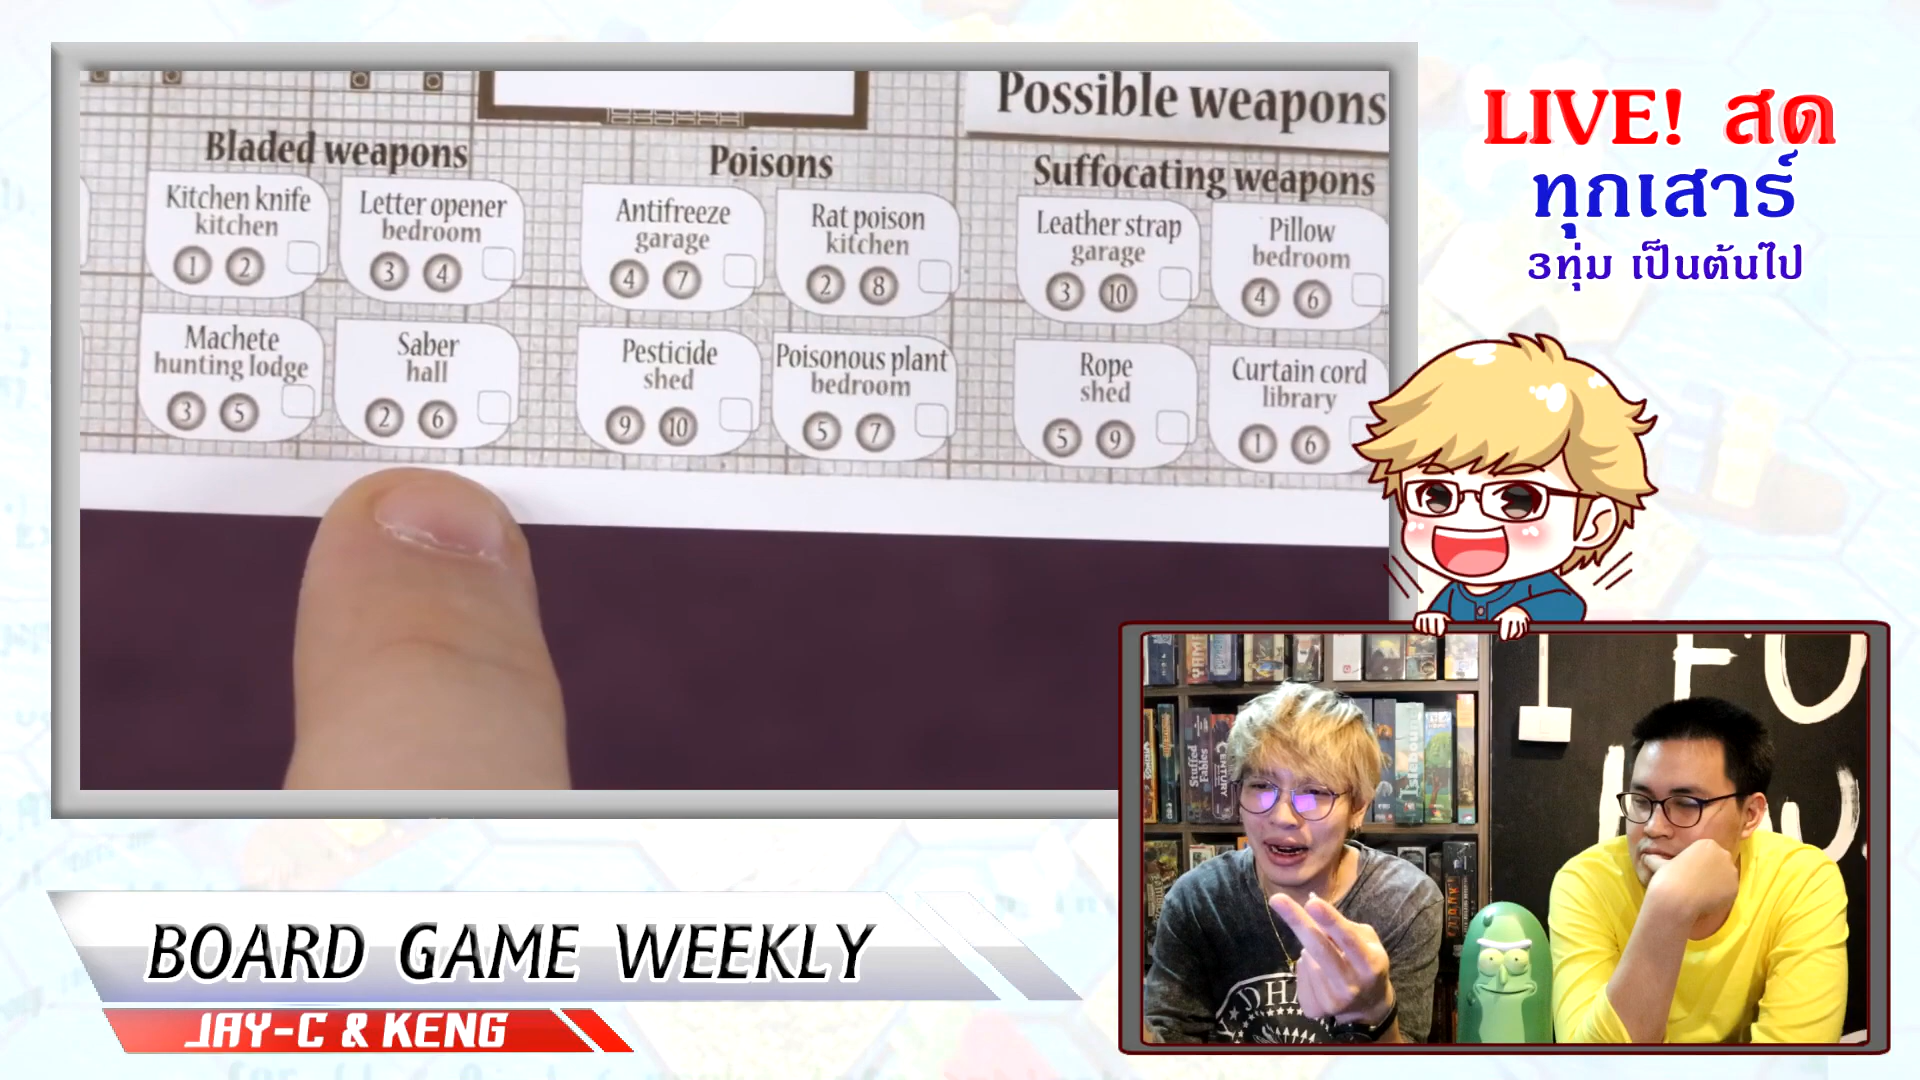 Possible weapons
Bladed weapons
Poisons
Suffocating weapons
Kitchen knife
kitchen
1 2
Letter opener
bedroom
3 4
Antifreeze
garage
4 7
Rat poison
kitchen
2 8
Leather strap
garage
3 10
Pillow
bedroom
4 6
Machete
hunting lodge
3 5
Saber
hall
2 6
Pesticide
shed
9 10
Poisonous plant
bedroom
5 7
Rope
shed
5 9
Curtain cord
library
1 6
LIVE! สด
ทุกเสาร์
3ทุ่ม เป็นต้นไป
Stuffed
Fables
CENTURY
BOARD GAME WEEKLY
JAY-C & KENG